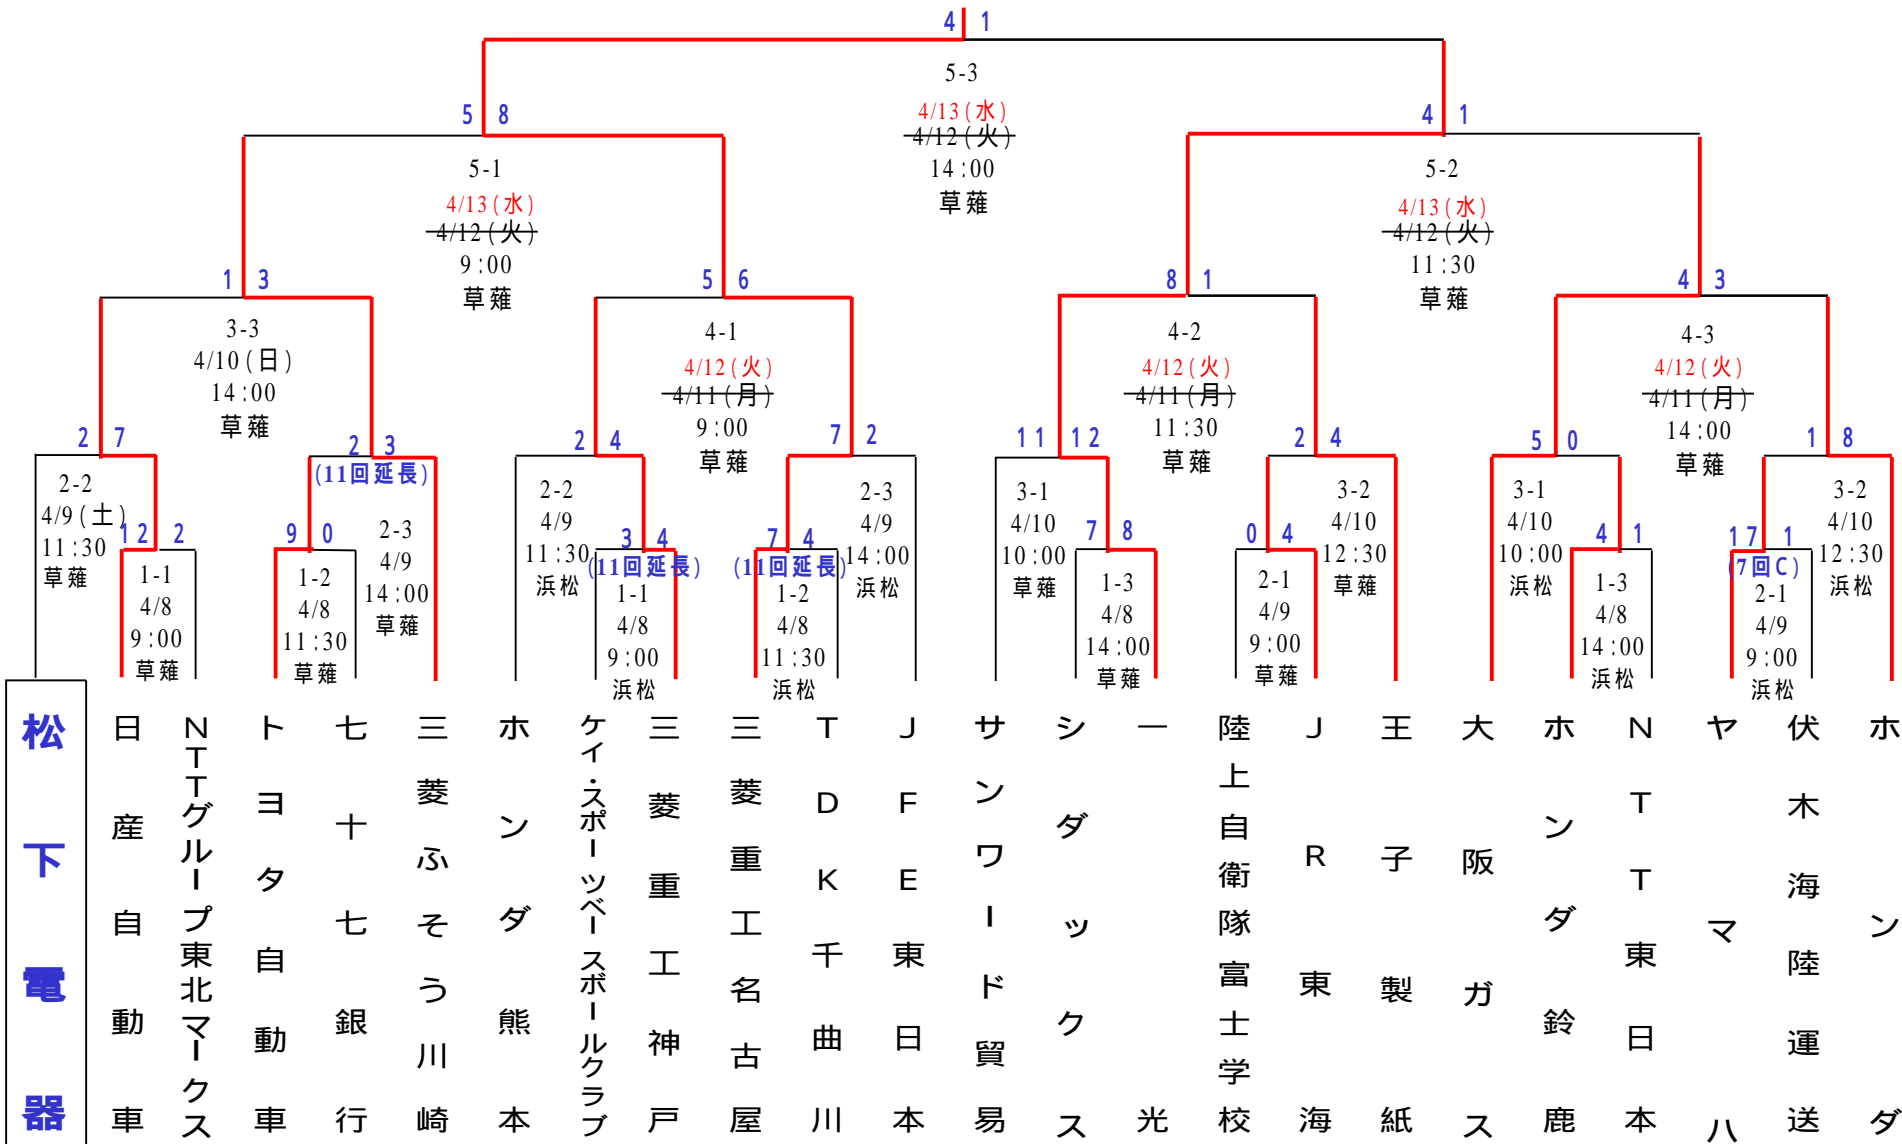 4 1
5-3
4/13(水)
4/12(火)
14:00
草薙
5 8
5-1
4/13(水)
4/12(火)
9:00
草薙
4 1
5-2
4/13(水)
4/12(火)
11:30
草薙
1 3
3-3
4/10(日)
14:00
草薙
5 6
4-1
4/12(火)
4/11(月)
9:00
草薙
8 1
4-2
4/12(火)
4/11(月)
11:30
草薙
4 3
4-3
4/12(火)
4/11(月)
14:00
草薙
2 7
2-2
4/9(土)
11:30
草薙
2 3
(11回延長)
2-3
4/9
14:00
草薙
2 4
2-2
4/9
11:30
浜松
7 2
2-3
4/9
14:00
浜松
11 12
3-1
4/10
10:00
草薙
2 4
3-2
4/10
12:30
草薙
5 0
3-1
4/10
10:00
浜松
1 8
3-2
4/10
12:30
浜松
12 2
1-1
4/8
9:00
草薙
9 0
1-2
4/8
11:30
草薙
3 4
(11回延長)
1-1
4/8
9:00
浜松
7 4
(11回延長)
1-2
4/8
11:30
浜松
7 8
1-3
4/8
14:00
草薙
0 4
2-1
4/9
9:00
草薙
4 1
1-3
4/8
14:00
浜松
17 1
(7回C)
2-1
4/9
9:00
浜松
松下電器
日産自動車
NTTグループ東北マークス
トヨタ自動車
七十七銀行
三菱ふそう川崎
ホンダ熊本
ケイ・スポーツベースボールクラブ
三菱重工神戸
三菱重工名古屋
TDK千曲川
JFE東日本
サンワード貿易
シダックス
一光
陸上自衛隊富士学校
JR東海
王子製紙
大阪ガス
ホンダ鈴鹿
NTT東日本
ヤマハ
伏木海陸運送
ホンダ